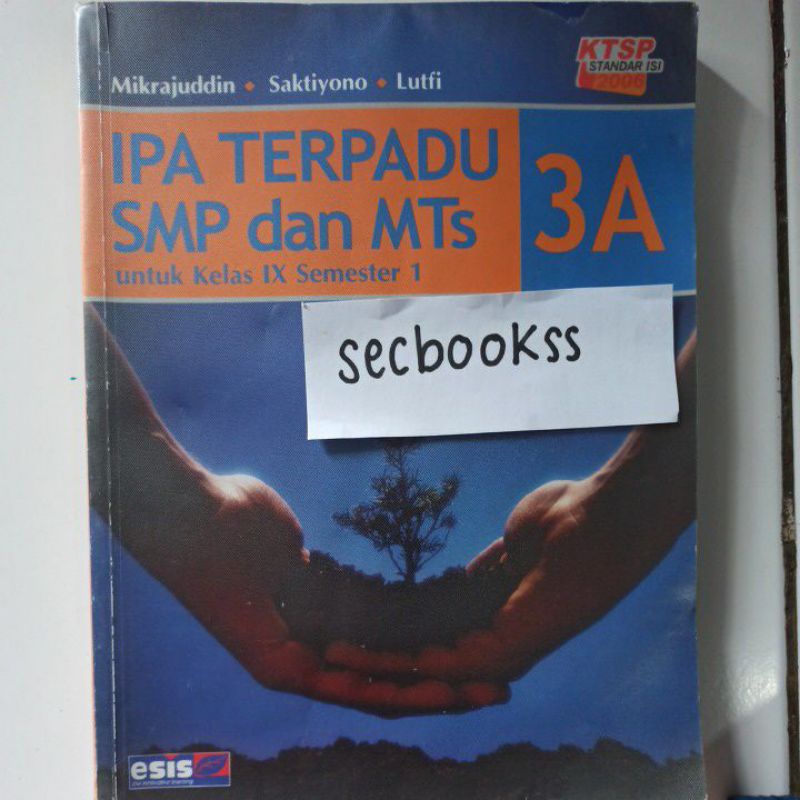 KTSP
STANDAR ISI
2006
Mikrajuddin • Saktiyono • Lutfi
IPA TERPADU
SMP dan MTs
3A
untuk Kelas IX Semester 1
secbookss
esis